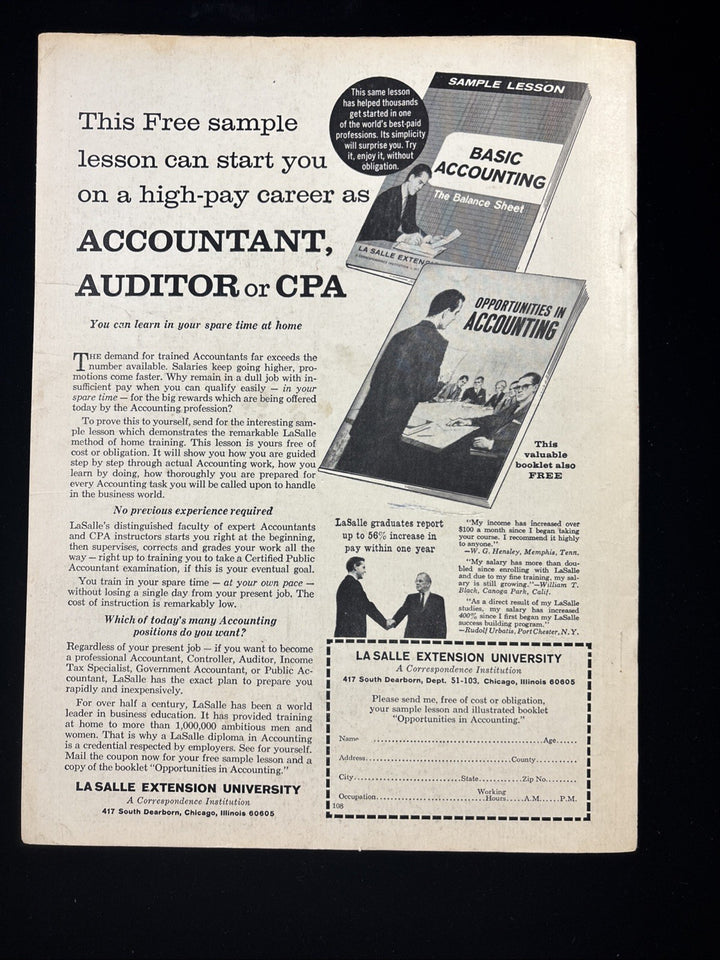 This Free sample
lesson can start you
on a high-pay career as
ACCOUNTANT,
AUDITOR or CPA
You can learn in your spare time at home
This same lesson
has helped thousands
get started in one
of the world's best-paid
professions. Its simplicity
will surprise you. Try
it, enjoy it, without
obligation.
SAMPLE LESSON
BASIC
ACCOUNTING
The Balance Sheet
LA SALLE EXTEN
OPPORTUNITIES IN
ACCOUNTING
This
valuable
booklet also
FREE
THE demand for trained Accountants far exceeds the
number available. Salaries keep going higher, pro-
motions come faster. Why remain in a dull job with in-
sufficient pay when you can qualify easily — in your
spare time — for the big rewards which are being offered
today by the Accounting profession?
To prove this to yourself, send for the interesting sam-
ple lesson which demonstrates the remarkable LaSalle
method of home training. This lesson is yours free of
cost or obligation. It will show you how you are guided
step by step through actual Accounting work, how you
learn by doing, how thoroughly you are prepared for
every Accounting task you will be called upon to handle
in the business world.
No previous experience required
LaSalle's distinguished faculty of expert Accountants
and CPA instructors starts you right at the beginning,
then supervises, corrects and grades your work all the
way — right up to training you to take a Certified Public
Accountant examination, if this is your eventual goal.
You train in your spare time — at your own pace —
without losing a single day from your present job. The
cost of instruction is remarkably low.
Which of today's many Accounting
positions do you want?
Regardless of your present job — if you want to become
a professional Accountant, Controller, Auditor, Income
Tax Specialist, Government Accountant, or Public Ac-
countant, LaSalle has the exact plan to prepare you
rapidly and inexpensively.
For over half a century, LaSalle has been a world
leader in business education. It has provided training
at home to more than 1,000,000 ambitious men and
women. That is why a LaSalle diploma in Accounting
is a credential respected by employers. See for yourself.
Mail the coupon now for your free sample lesson and a
copy of the booklet "Opportunities in Accounting."
LA SALLE EXTENSION UNIVERSITY
A Correspondence Institution
417 South Dearborn, Chicago, Illinois 60605
LaSalle graduates report
up to 56% increase in
pay within one year
"My income has increased over
$100 a month since I began taking
your course. I recommend it highly
to anyone."
—W. G. Hensley, Memphis, Tenn.
"My salary has more than dou-
bled since enrolling with LaSalle
and due to my fine training, my sal-
ary is still growing."—William T.
Black, Canoga Park, Calif.
"As a direct result of my LaSalle
studies, my salary has increased
400% since I first began my LaSalle
success building program."
—Rudolf Urbatis, Port Chester, N.Y.
LA SALLE EXTENSION UNIVERSITY
A Correspondence Institution
417 South Dearborn, Dept. 51-103, Chicago, Illinois 60605
Please send me, free of cost or obligation,
your sample lesson and illustrated booklet
"Opportunities in Accounting."
Name Age
Address County
City State Zip No.
Occupation Working Hours A.M. P.M.
108